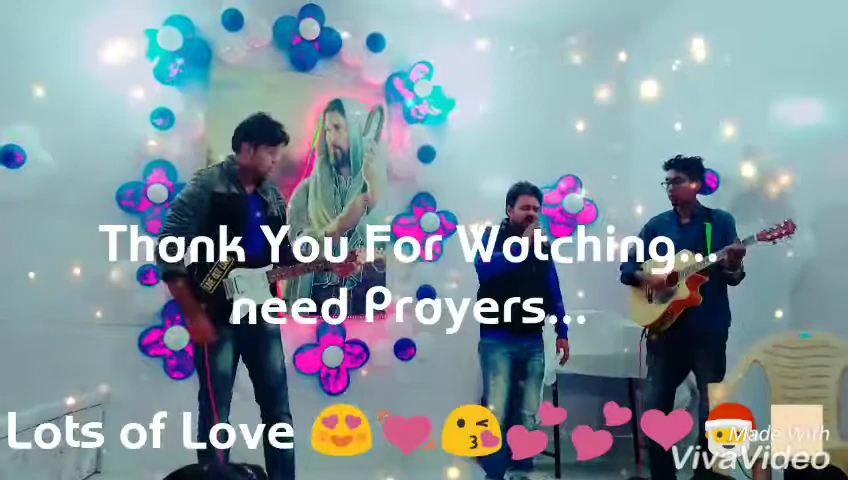 Thank You For Watching...
need Prayers...
Lots of Love 😍💘😘💕💕❤🎅
Made With
VivaVideo